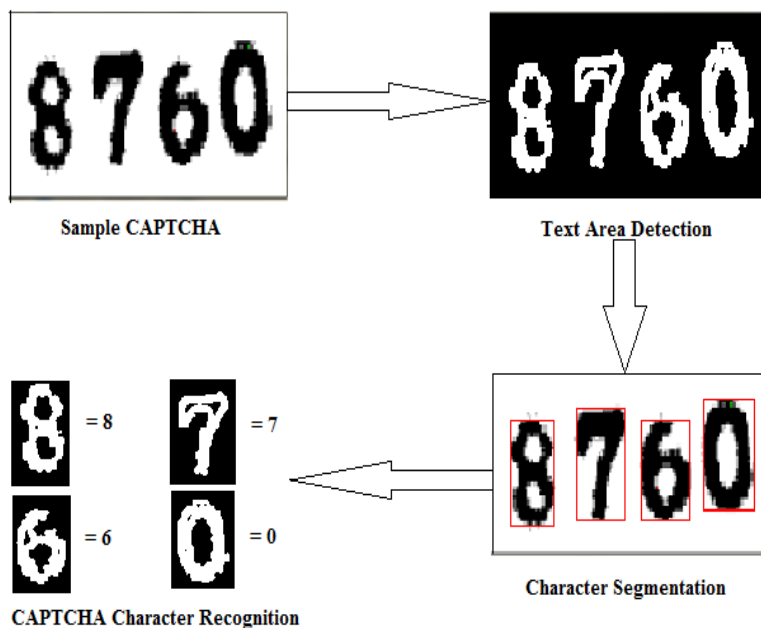 8760
8760
Sample CAPTCHA
Text Area Detection
8760
Character Segmentation
8 = 8
7 = 7
6 = 6
0 = 0
CAPTCHA Character Recognition